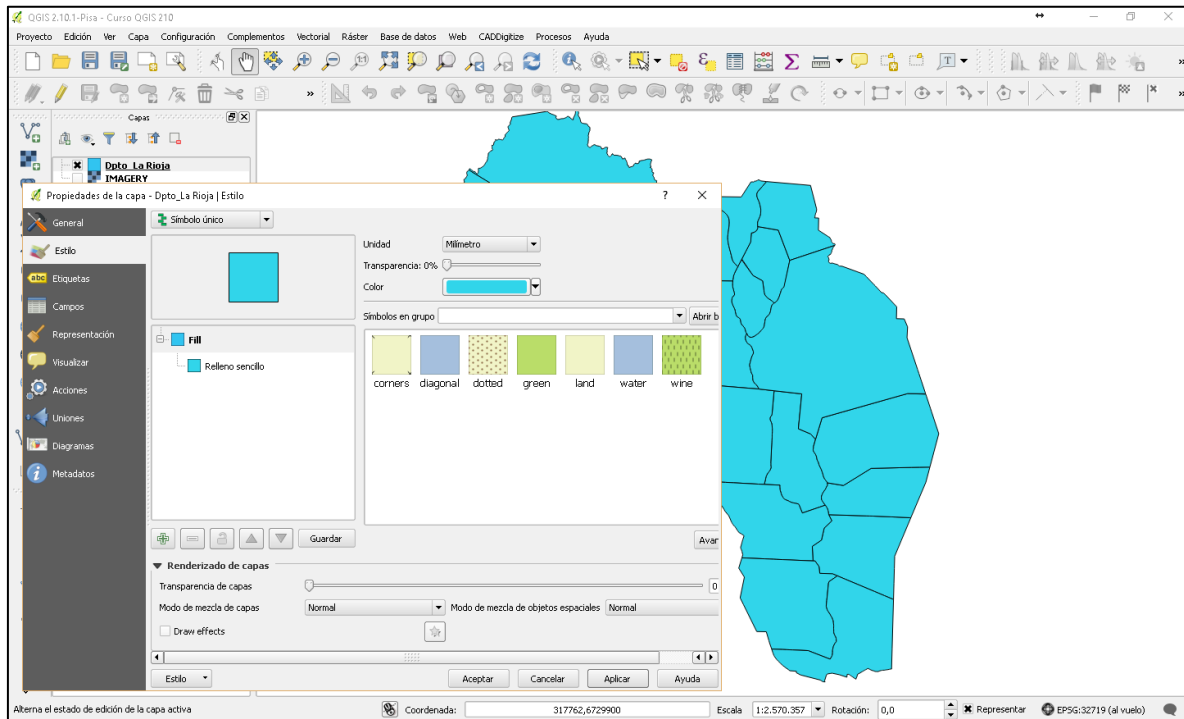 QGIS 2.10.1-Pisa - Curso QGIS 210
Proyecto Edición Ver Capa Configuración Complementos Vectorial Ráster Base de datos Web CADDigitize Procesos Ayuda
Capas
Dpto_La Rioja
IMAGERY
Propiedades de la capa - Dpto_La Rioja | Estilo
General
Estilo
Etiquetas
Campos
Representación
Visualizar
Acciones
Uniones
Diagramas
Metadatos
Símbolo único
Unidad Milímetro
Transparencia: 0%
Color
Símbolos en grupo Abrir b
Fill
Relleno sencillo
corners diagonal dotted green land water wine
Guardar
Avar
Renderizado de capas
Transparencia de capas 0
Modo de mezcla de capas Normal Modo de mezcla de objetos espaciales Normal
Draw effects
Estilo Aceptar Cancelar Aplicar Ayuda
Alterna el estado de edición de la capa activa Coordenada: 317762,6729900 Escala 1:2.570.357 Rotación: 0,0 Representar EPSG:32719 (al vuelo)